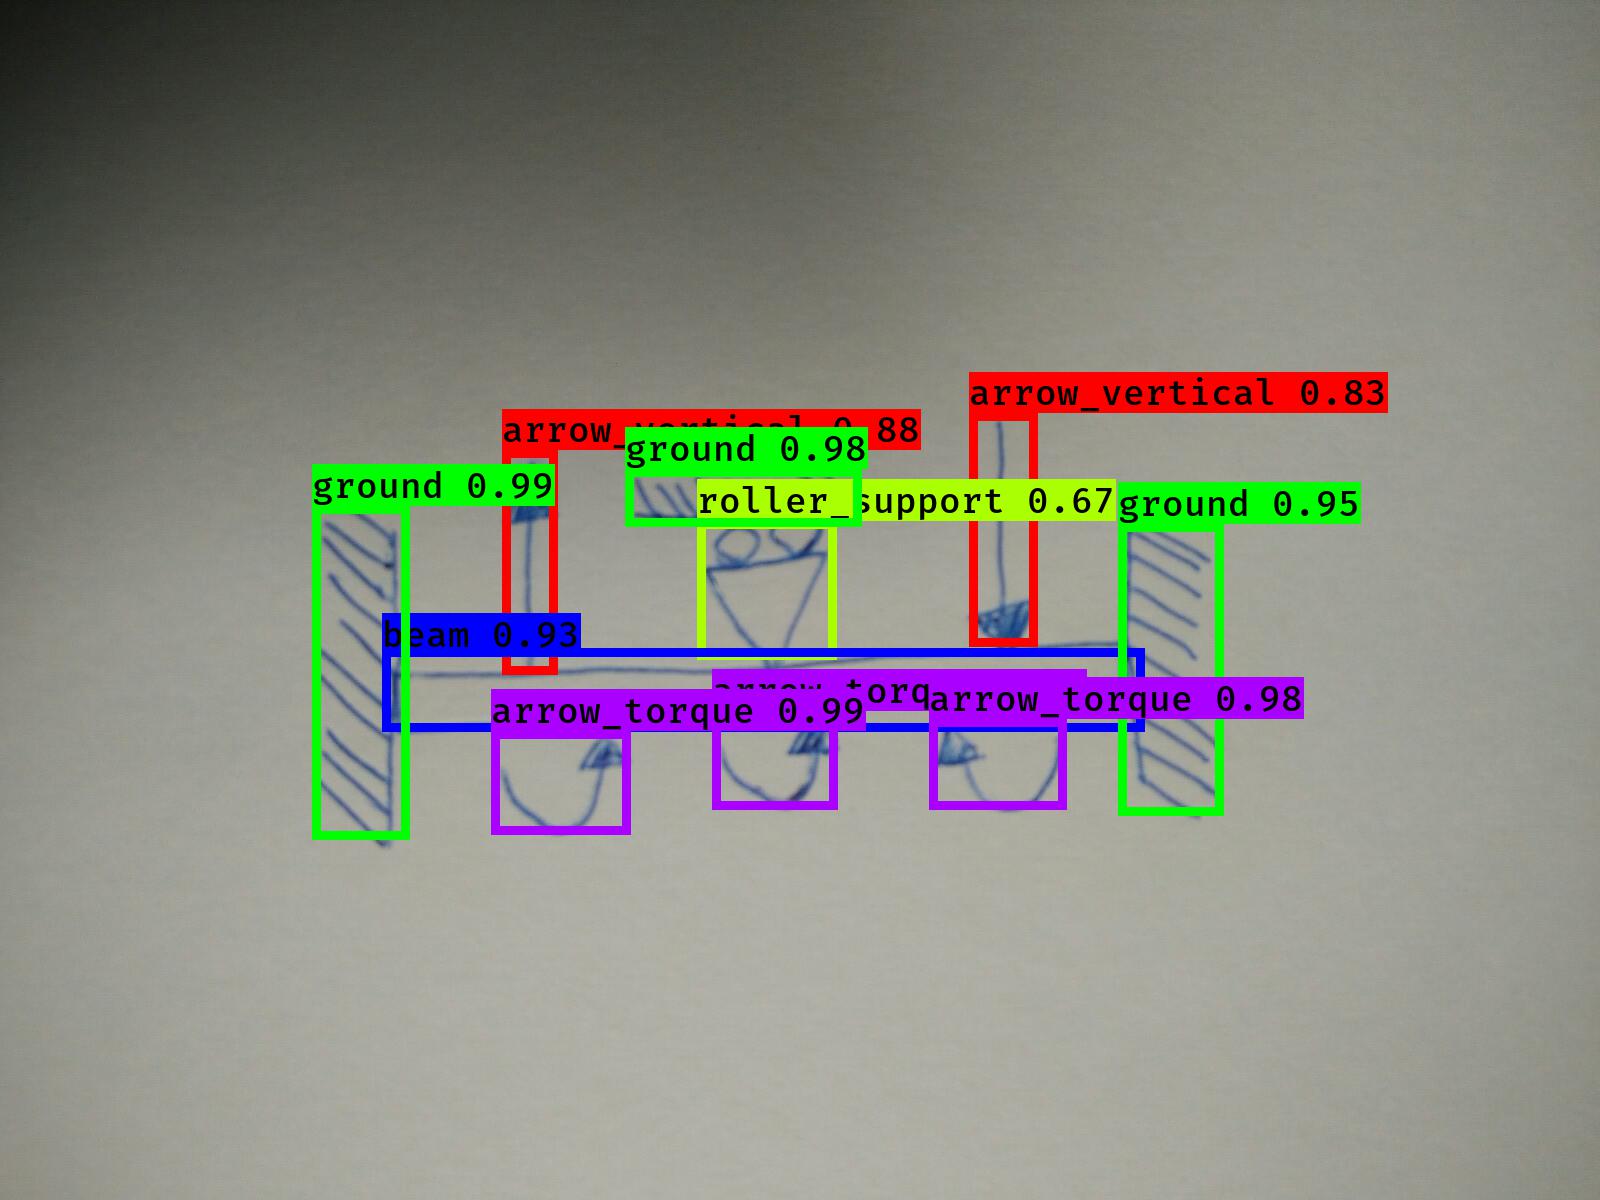 arrow_vertical 0.83
arrow_vertical 0.88
ground 0.98
ground 0.99
roller_support 0.67
ground 0.95
beam 0.93
arrow_torq
arrow_torque 0.98
arrow_torque 0.99